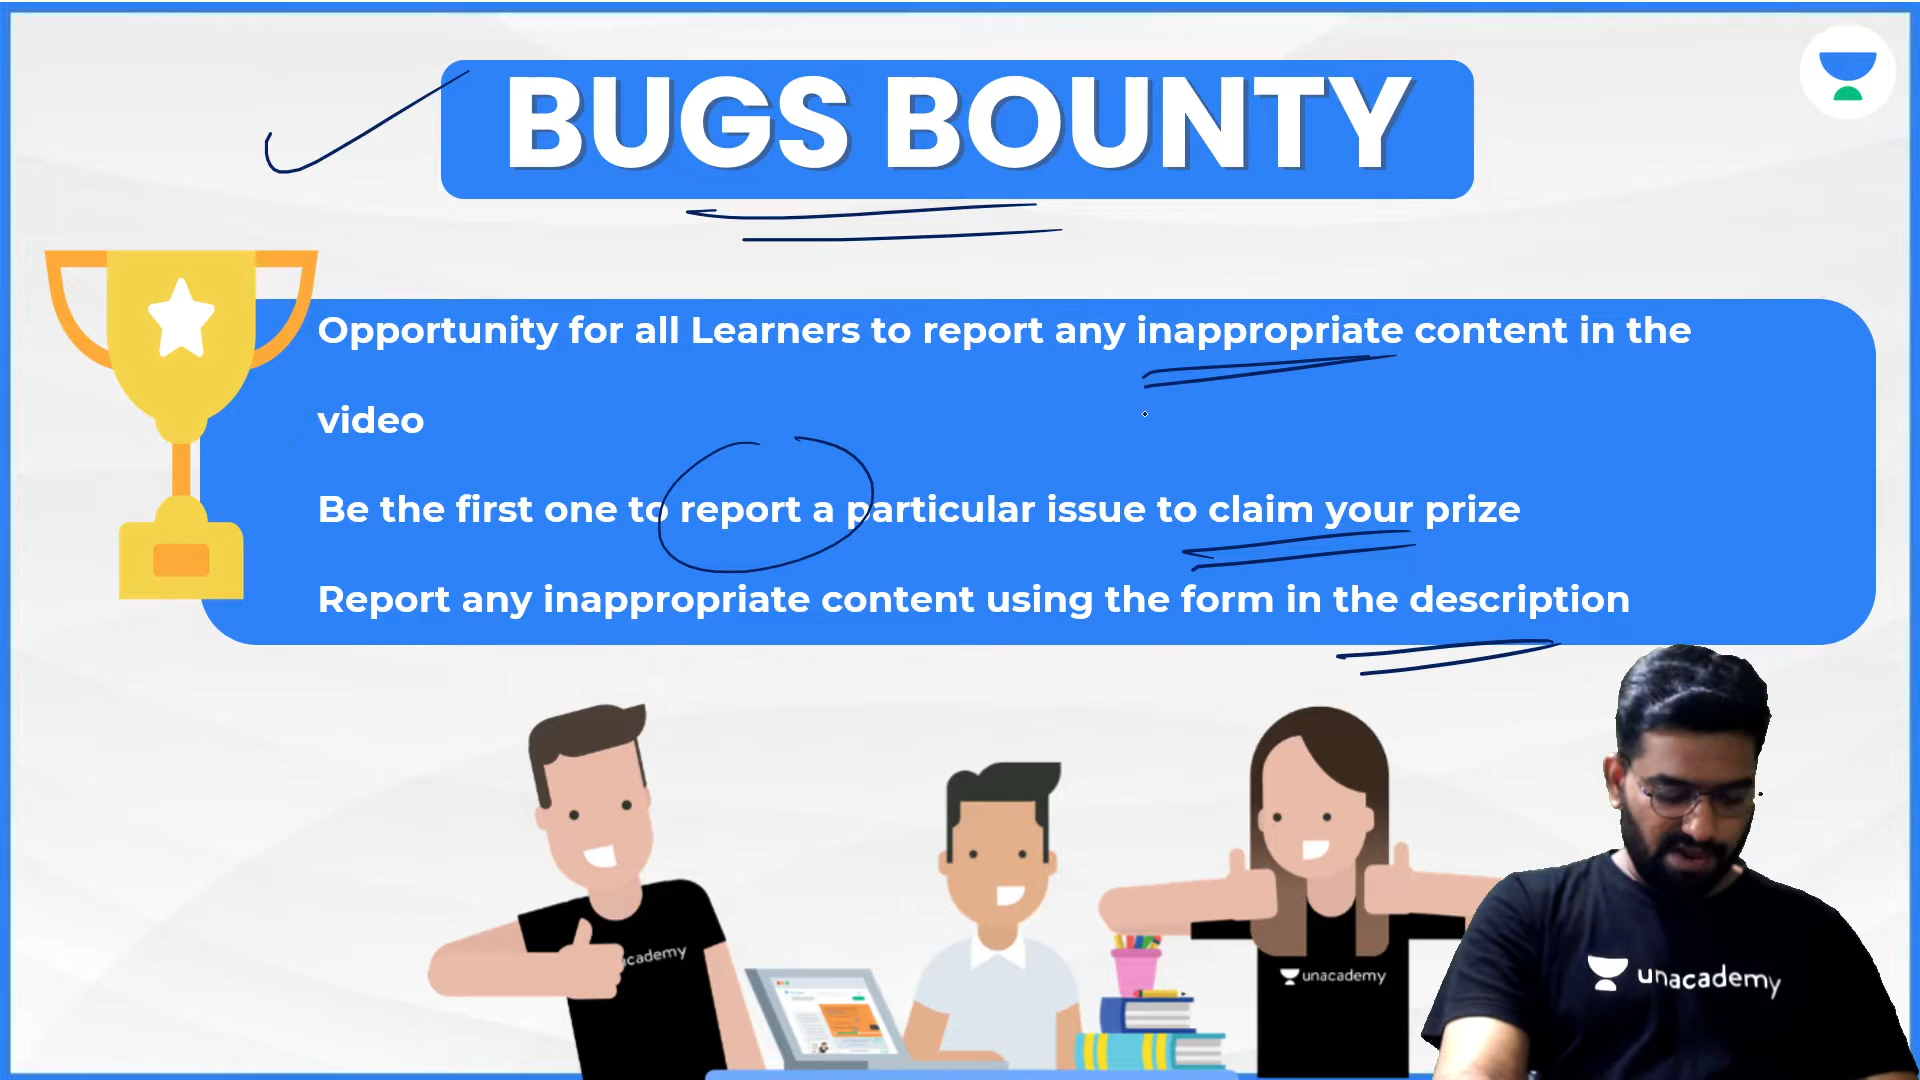 BUGS BOUNTY
Opportunity for all Learners to report any inappropriate content in the
video
Be the first one to report a particular issue to claim your prize
Report any inappropriate content using the form in the description
unacademy
unacademy